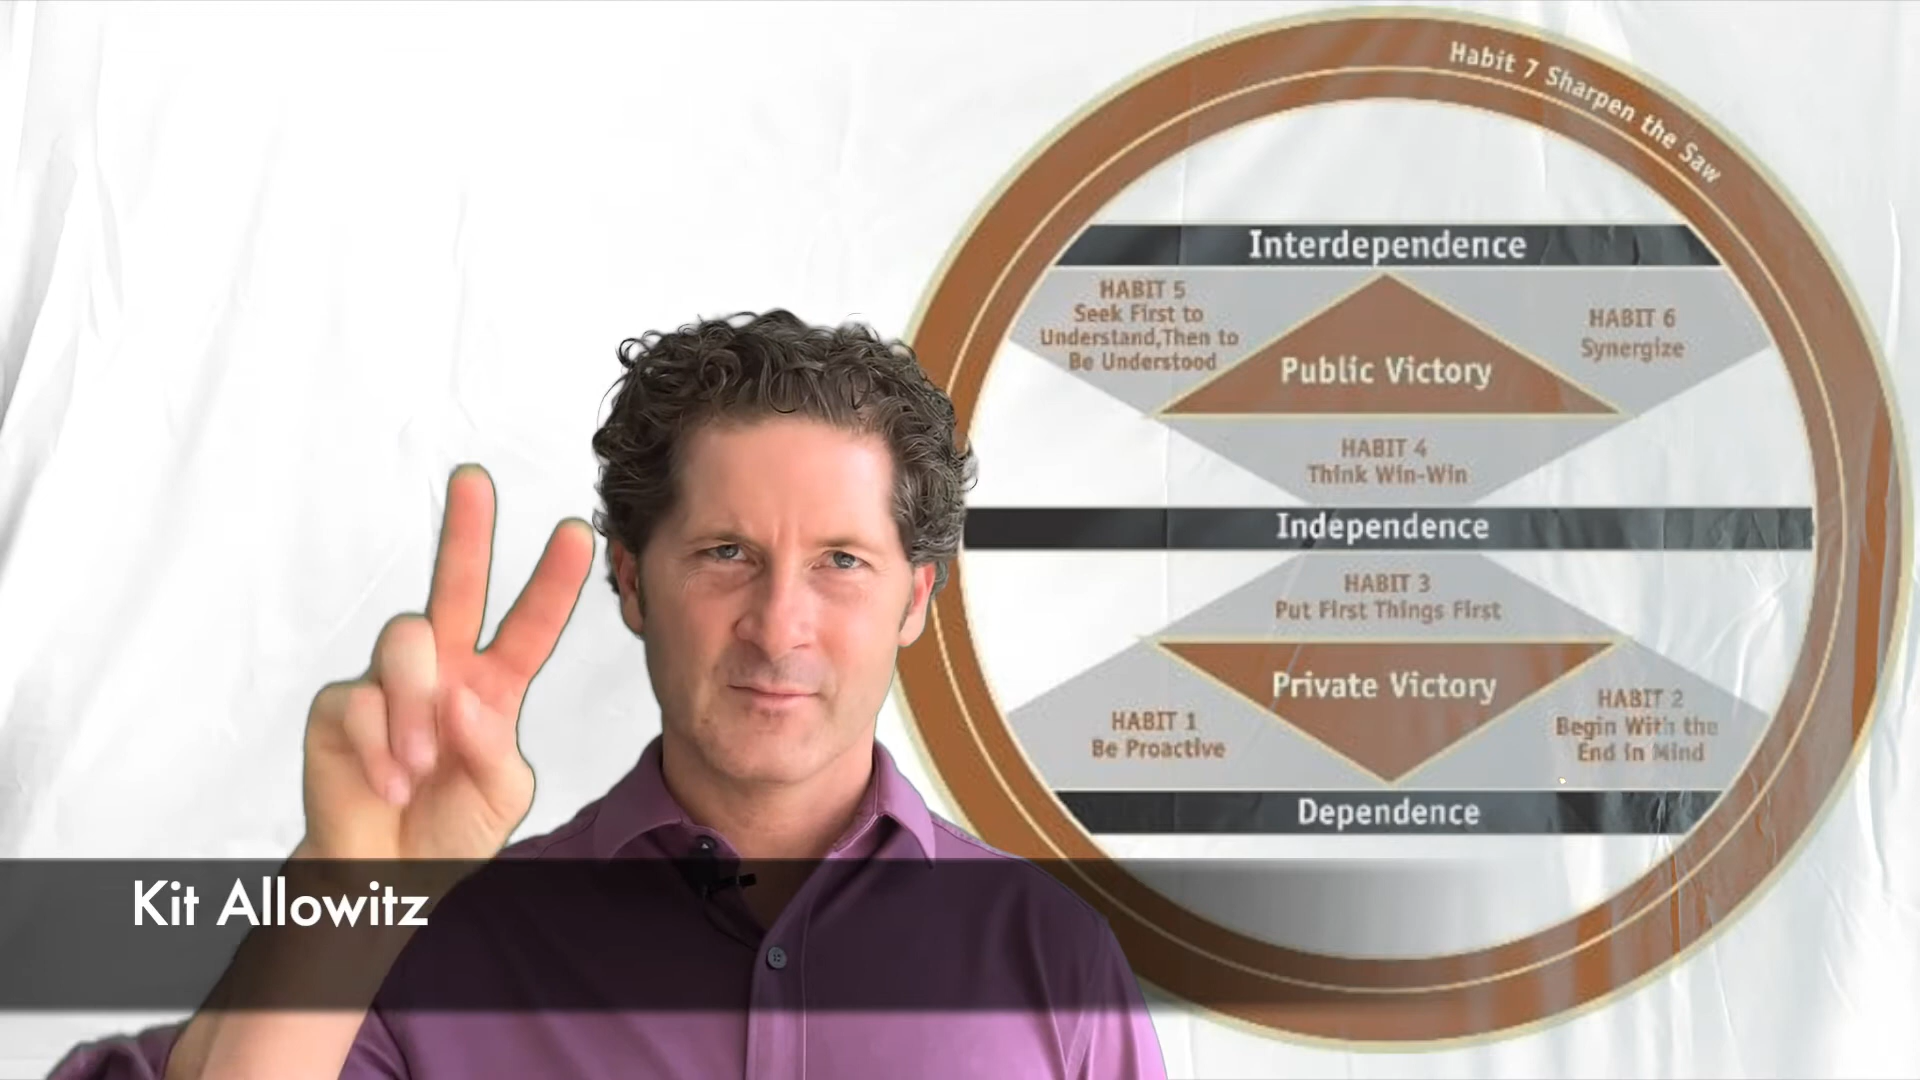 Habit 7 Sharpen the Saw
Interdependence
HABIT 5
Seek First to
Understand,Then to
Be Understood
Public Victory
HABIT 6
Synergize
HABIT 4
Think Win-Win
Independence
HABIT 3
Put First Things First
Private Victory
HABIT 1
Be Proactive
HABIT 2
Begin With the
End in Mind
Dependence
Kit Allowitz